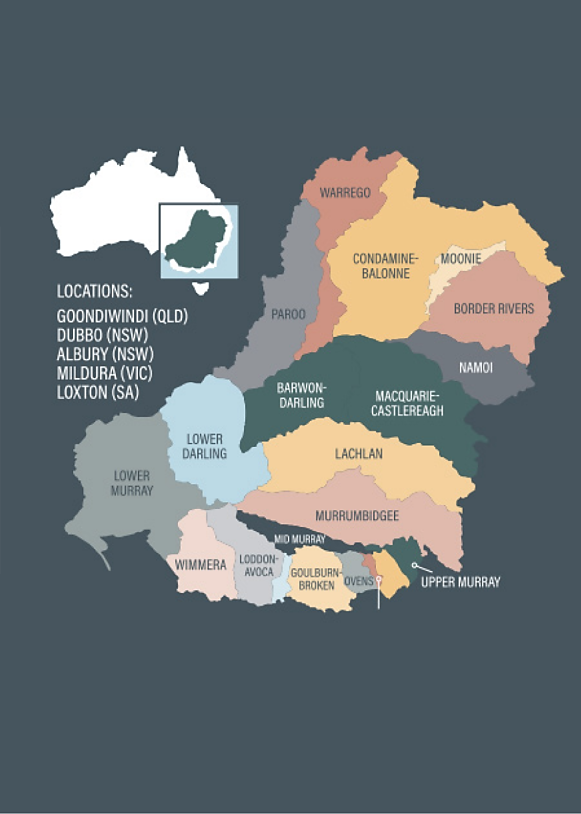 LOCATIONS:
GOONDIWINDI (QLD)
DUBBO (NSW)
ALBURY (NSW)
MILDURA (VIC)
LOXTON (SA)
WARREGO
CONDAMINE-
BALONNE
MOONIE
BORDER RIVERS
PAROO
NAMOI
BARWON-
DARLING
MACQUARIE-
CASTLEREAGH
LOWER
DARLING
LACHLAN
LOWER
MURRAY
MURRUMBIDGEE
MID MURRAY
WIMMERA
LODDON-
AVOCA
GOULBURN-
BROKEN
OVENS
UPPER MURRAY